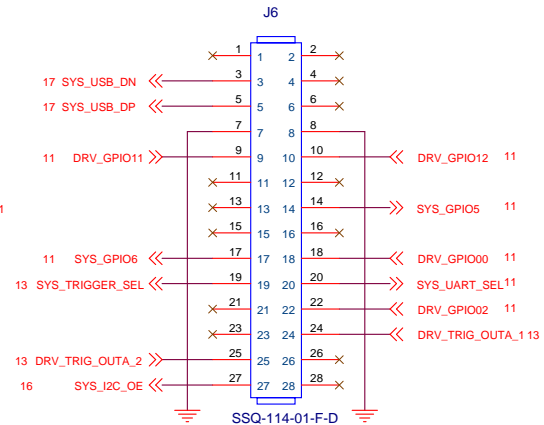 J6
1 1 2 2
17 SYS_USB_DN 3 3 4 4
17 SYS_USB_DP 5 5 6 6
7 7 8 8
11 DRV_GPIO11 9 9 10 10 DRV_GPIO12 11
11 11 12 12
1 13 13 14 14 SYS_GPIO5 11
15 15 16 16
11 SYS_GPIO6 17 17 18 18 DRV_GPIO00 11
13 SYS_TRIGGER_SEL 19 19 20 20 SYS_UART_SEL 11
21 21 22 22 DRV_GPIO02 11
23 23 24 24 DRV_TRIG_OUTA_1 13
13 DRV_TRIG_OUTA_2 25 25 26 26
16 SYS_I2C_OE 27 27 28 28
SSQ-114-01-F-D